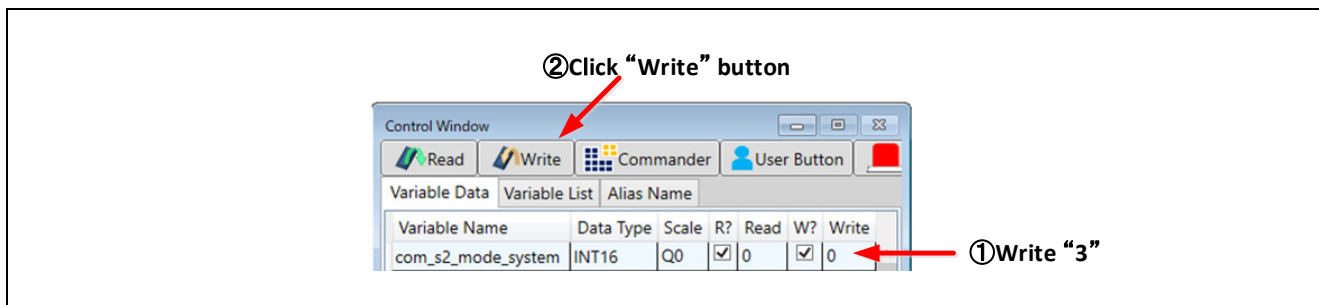 ②Click “Write” button
Control Window
Read Write Commander User Button
Variable Data Variable List Alias Name
Variable Name Data Type Scale R? Read W? Write
com_s2_mode_system INT16 Q0 0 0
①Write “3”